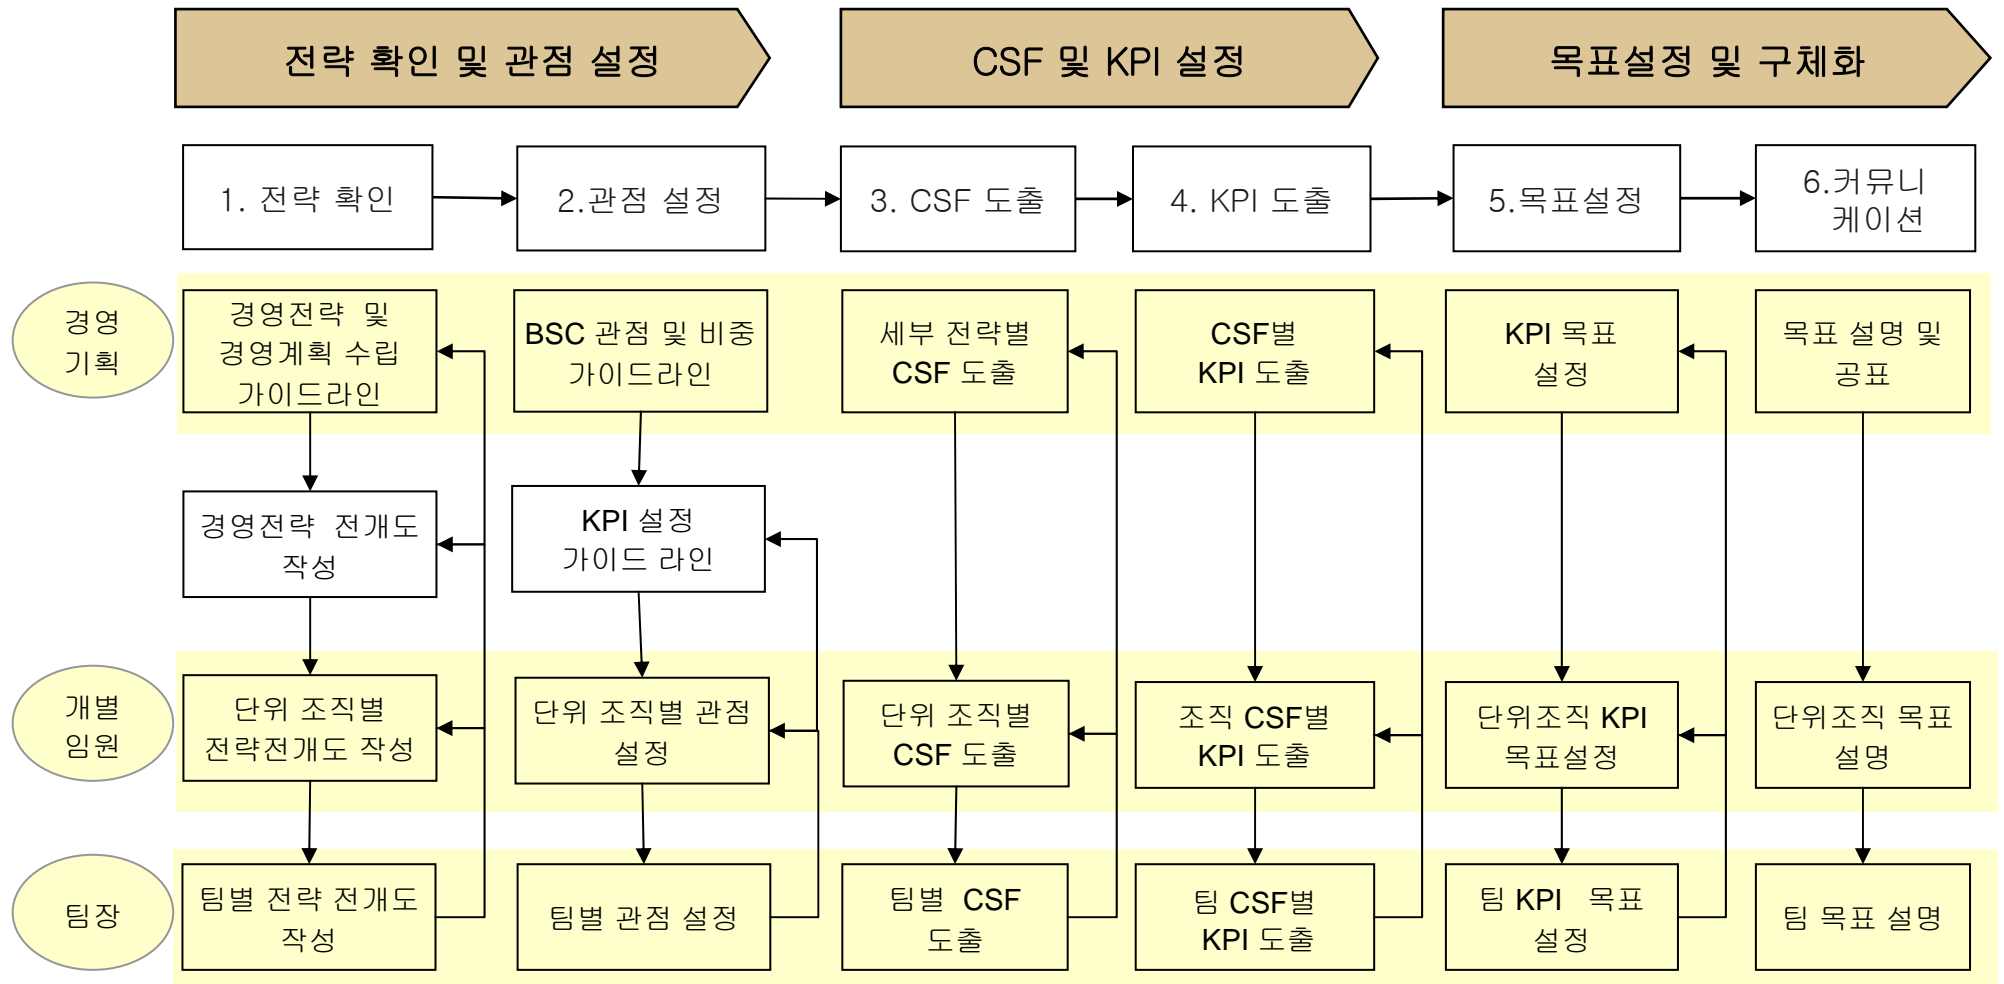 전략 확인 및 관점 설정
CSF 및 KPI 설정
목표설정 및 구체화
1. 전략 확인
2.관점 설정
3. CSF 도출
4. KPI 도출
5.목표설정
6.커뮤니
케이션
경영
기획
경영전략 및
경영계획 수립
가이드라인
BSC 관점 및 비중
가이드라인
세부 전략별
CSF 도출
CSF별
KPI 도출
KPI 목표
설정
목표 설명 및
공표
경영전략 전개도
작성
KPI 설정
가이드 라인
개별
임원
단위 조직별
전략전개도 작성
단위 조직별 관점
설정
단위 조직별
CSF 도출
조직 CSF별
KPI 도출
단위조직 KPI
목표설정
단위조직 목표
설명
팀장
팀별 전략 전개도
작성
팀별 관점 설정
팀별 CSF
도출
팀 CSF별
KPI 도출
팀 KPI 목표
설정
팀 목표 설명